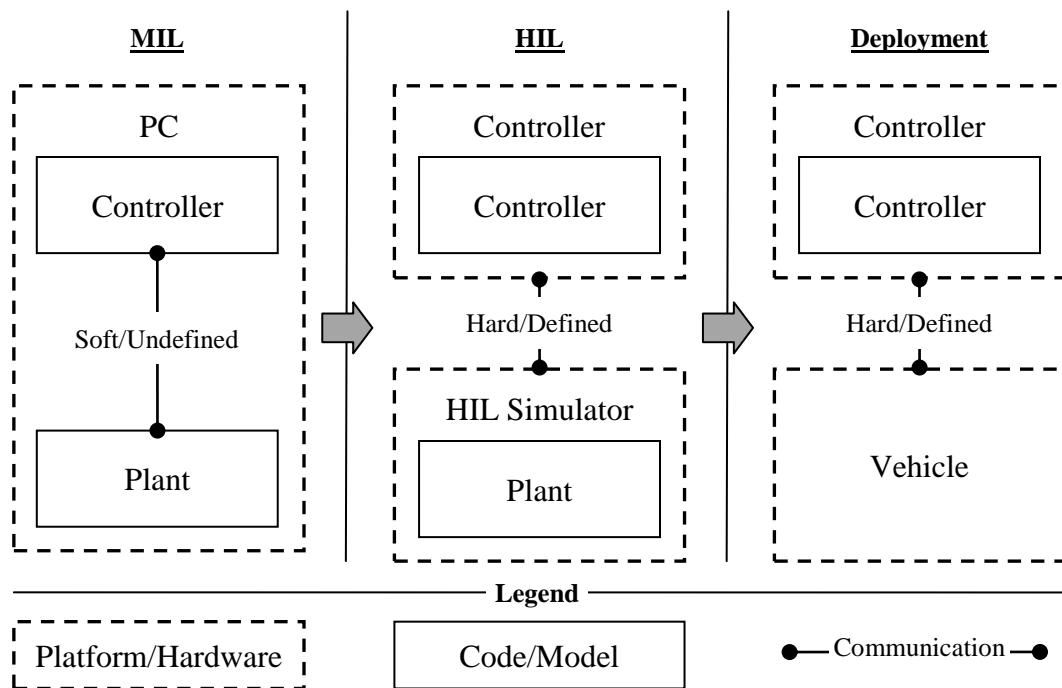 MIL
HIL
Deployment
PC
Controller
Soft/Undefined
Plant
Controller
Controller
Hard/Defined
HIL Simulator
Plant
Controller
Controller
Hard/Defined
Vehicle
Legend
Platform/Hardware
Code/Model
Communication